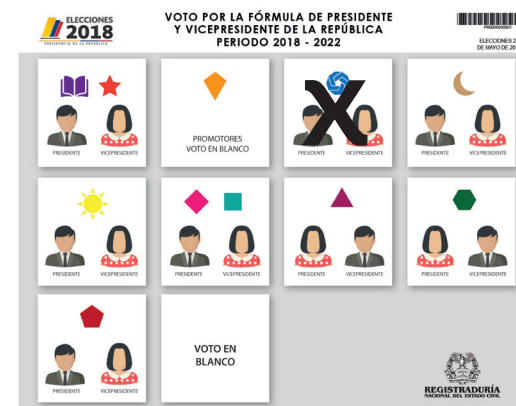 ELECCIONES
2018
PRESIDENCIA DE LA REPÚBLICA
VOTO POR LA FÓRMULA DE PRESIDENTE
Y VICEPRESIDENTE DE LA REPÚBLICA
PERIODO 2018 - 2022
ELECCIONES 2
DE MAYO DE 20
PRESIDENTE VICEPRESIDENTE
PROMOTORES
VOTO EN BLANCO
PRESIDENTE VICEPRESIDENTE
PRESIDENTE VICEPRESIDENTE
PRESIDENTE VICEPRESIDENTE
PRESIDENTE VICEPRESIDENTE
PRESIDENTE VICEPRESIDENTE
PRESIDENTE VICEPRESIDENTE
PRESIDENTE VICEPRESIDENTE
VOTO EN
BLANCO
REGISTRADURÍA
NACIONAL DEL ESTADO CIVIL